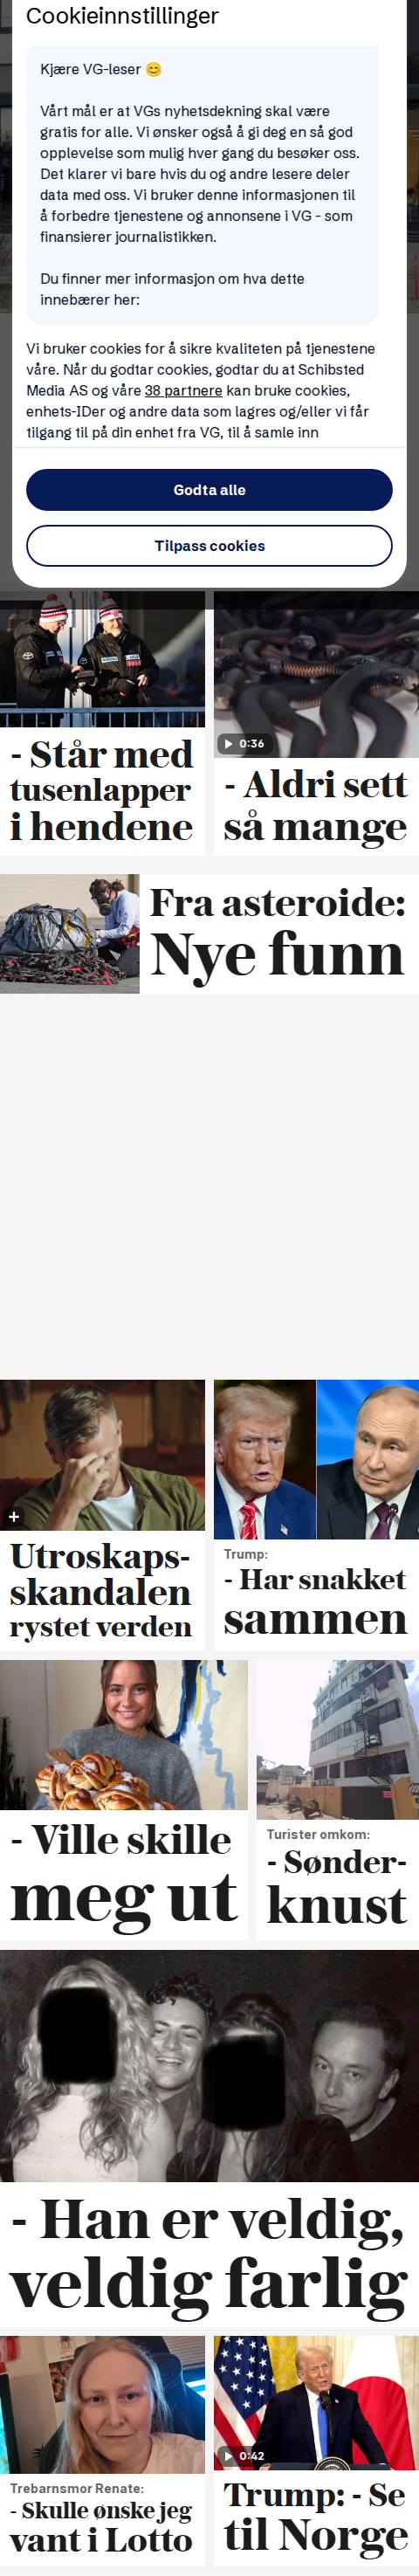 Cookieinnstillinger
Kjære VG-leser 😊
Vårt mål er at VGs nyhetsdekning skal være
gratis for alle. Vi ønsker også å gi deg en så god
opplevelse som mulig hver gang du besøker oss.
Det klarer vi bare hvis du og andre lesere deler
data med oss. Vi bruker denne informasjonen til
å forbedre tjenestene og annonsene i VG - som
finansierer journalistikken.
Du finner mer informasjon om hva dette
innebærer her:
Vi bruker cookies for å sikre kvaliteten på tjenestene
våre. Når du godtar cookies, godtar du at Schibsted
Media AS og våre 38 partnere kan bruke cookies,
enhets-IDer og andre data som lagres og/eller vi får
tilgang til på din enhet fra VG, til å samle inn
Godta alle
Tilpass cookies
- Står med
tusenlapper
i hendene
0:36
- Aldri sett
så mange
Fra asteroide:
Nye funn
Utroskaps-
skandalen
rystet verden
Trump:
- Har snakket
sammen
- Ville skille
meg ut
Turister omkom:
- Sønder-
knust
- Han er veldig,
veldig farlig
Trebarnsmor Renate:
- Skulle ønske jeg
vant i Lotto
0:42
Trump: - Se
til Norge